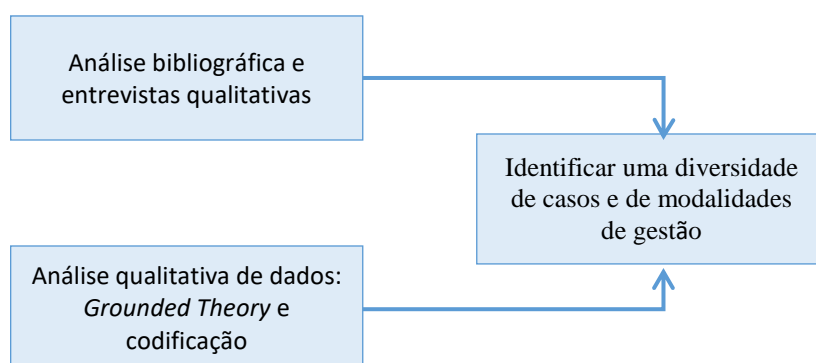 Análise bibliográfica e
entrevistas qualitativas
Identificar uma diversidade
de casos e de modalidades
de gestão
Análise qualitativa de dados:
Grounded Theory e
codificação